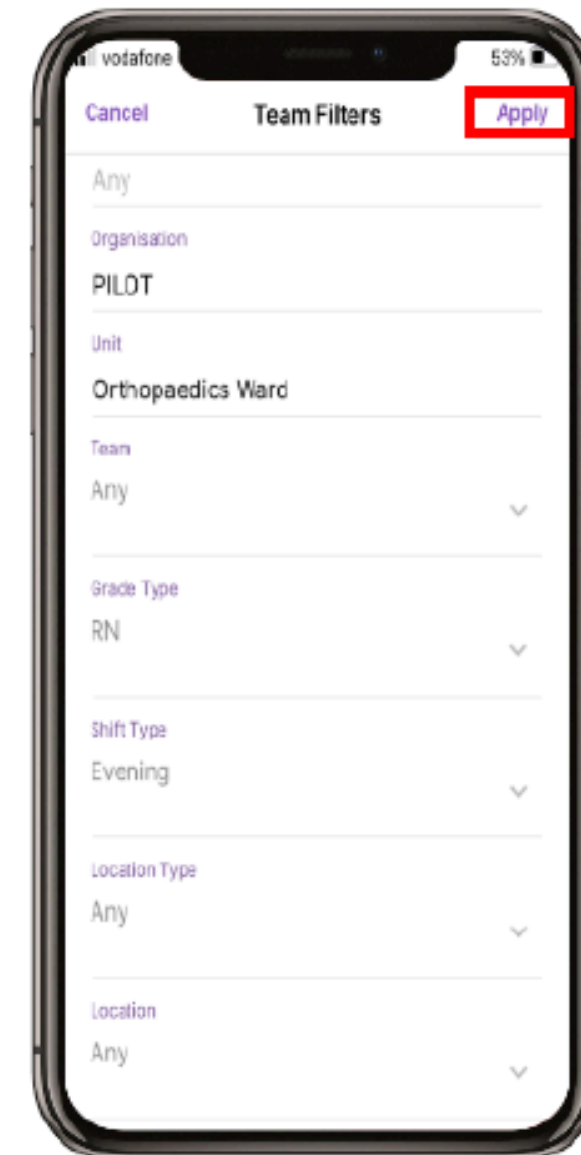 vodafone
53%
Cancel
Team Filters
Apply
Any
Organisation
PILOT
Unit
Orthopaedics Ward
Team
Any
Grade Type
RN
Shift Type
Evening
Location Type
Any
Location
Any